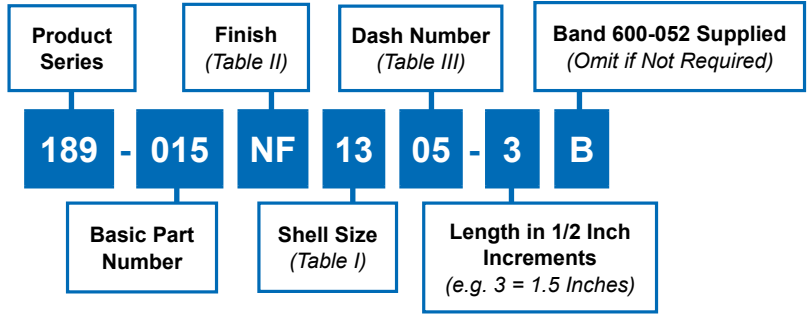 Product
Series
Finish
(Table II)
Dash Number
(Table III)
Band 600-052 Supplied
(Omit if Not Required)
189 - 015 NF 13 05 - 3 B
Basic Part
Number
Shell Size
(Table I)
Length in 1/2 Inch
Increments
(e.g. 3 = 1.5 Inches)